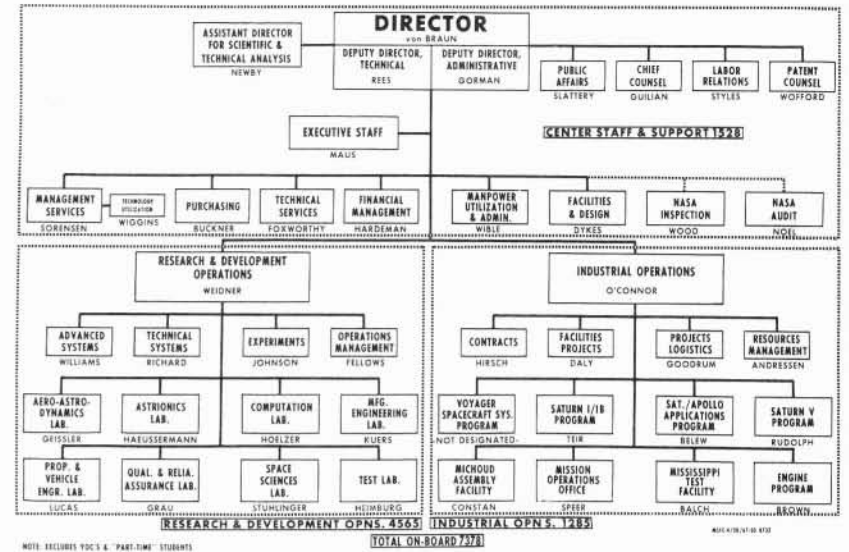 DIRECTOR
von BRAUN
ASSISTANT DIRECTOR
FOR SCIENTIFIC &
TECHNICAL ANALYSIS
NEWBY
DEPUTY DIRECTOR,
TECHNICAL
REES
DEPUTY DIRECTOR,
ADMINISTRATIVE
GORMAN
PUBLIC
AFFAIRS
SLATTERY
CHIEF
COUNSEL
GUILIAN
LABOR
RELATIONS
STYLES
PATENT
COUNSEL
WOFFORD
EXECUTIVE STAFF
MAUS
CENTER STAFF & SUPPORT 1528
MANAGEMENT
SERVICES
SORENSEN
TECHNOLOGY
UTILIZATION
WIGGINS
PURCHASING
BUCKNER
TECHNICAL
SERVICES
FOXWORTHY
FINANCIAL
MANAGEMENT
HARDEMAN
MANPOWER
UTILIZATION
& ADMIN.
WIBLE
FACILITIES
& DESIGN
DYKES
NASA
INSPECTION
WOOD
NASA
AUDIT
NOEL
RESEARCH & DEVELOPMENT
OPERATIONS
WEIDNER
ADVANCED
SYSTEMS
WILLIAMS
TECHNICAL
SYSTEMS
RICHARD
EXPERIMENTS
JOHNSON
OPERATIONS
MANAGEMENT
FELLOWS
AERO-ASTRO-
DYNAMICS
LAB.
GEISSLER
ASTRIONICS
LAB.
HAEUSSERMANN
COMPUTATION
LAB.
HOELZER
MFG.
ENGINEERING
LAB.
KUERS
PROP. &
VEHICLE
ENGR. LAB.
LUCAS
QUAL. & RELIA.
ASSURANCE LAB.
GRAU
SPACE
SCIENCES
LAB.
STUHLINGER
TEST LAB.
HEIMBURG
RESEARCH & DEVELOPMENT OPNS. 4565
INDUSTRIAL OPERATIONS
O'CONNOR
CONTRACTS
HIRSCH
FACILITIES
PROJECTS
DALY
PROJECTS
LOGISTICS
GOODRUM
RESOURCES
MANAGEMENT
ANDRESSEN
VOYAGER
SPACECRAFT SYS.
PROGRAM
-NOT DESIGNATED-
SATURN I/IB
PROGRAM
TEIR
SAT./APOLLO
APPLICATIONS
PROGRAM
BELEW
SATURN V
PROGRAM
RUDOLPH
MICHOUD
ASSEMBLY
FACILITY
CONSTAN
MISSION
OPERATIONS
OFFICE
SPEER
MISSISSIPPI
TEST
FACILITY
BALCH
ENGINE
PROGRAM
BROWN
INDUSTRIAL OPNS. 1285
TOTAL ON-BOARD 7378
NOTE: EXCLUDES YOC'S & "PART-TIME" STUDENTS